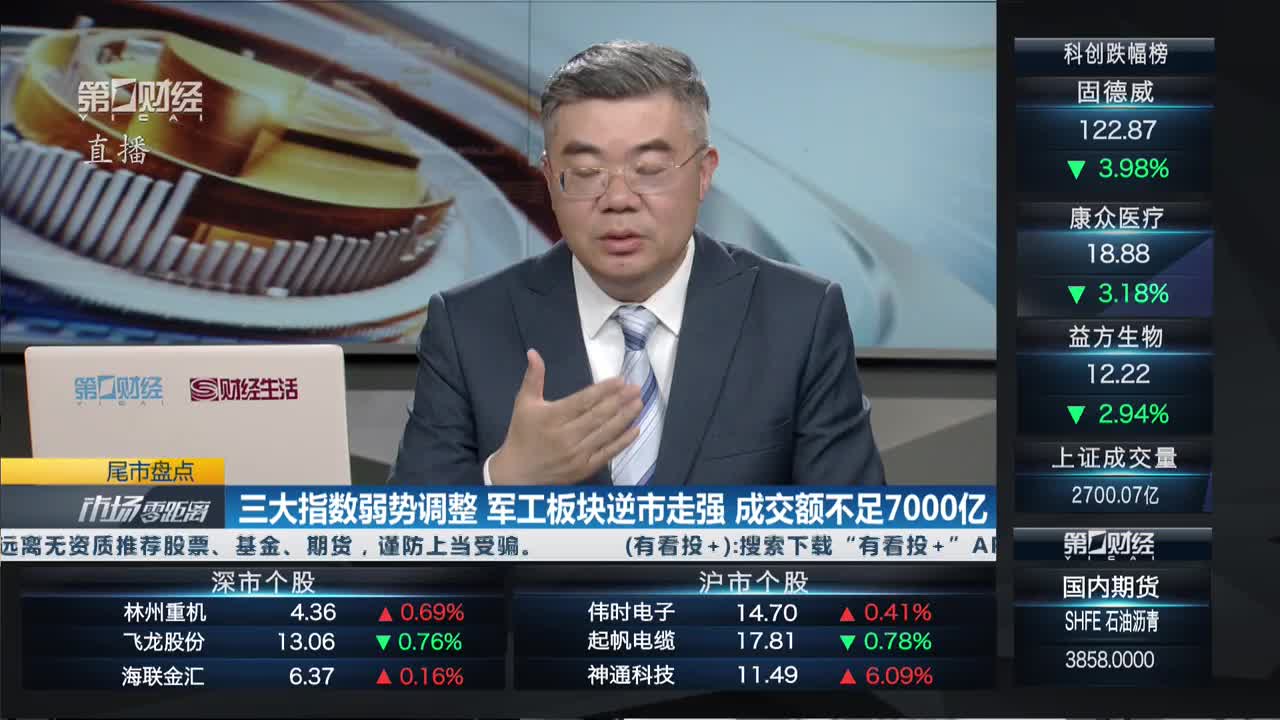 第一财经
YICAI
直播
第一财经
YICAI
财经生活
尾市盘点
市场零距离
三大指数弱势调整 军工板块逆市走强 成交额不足7000亿
远离无资质推荐股票、基金、期货，谨防上当受骗。 (有看投+):搜索下载“有看投+” AP
深市个股
林州重机 4.36 ▲0.69%
飞龙股份 13.06 ▼0.76%
海联金汇 6.37 ▲0.16%
沪市个股
伟时电子 14.70 ▲0.41%
起帆电缆 17.81 ▼0.78%
神通科技 11.49 ▲6.09%
科创跌幅榜
固德威
122.87
▼ 3.98%
康众医疗
18.88
▼ 3.18%
益方生物
12.22
▼ 2.94%
上证成交量
2700.07亿
第一财经
YICAI
国内期货
SHFE 石油沥青
3858.0000